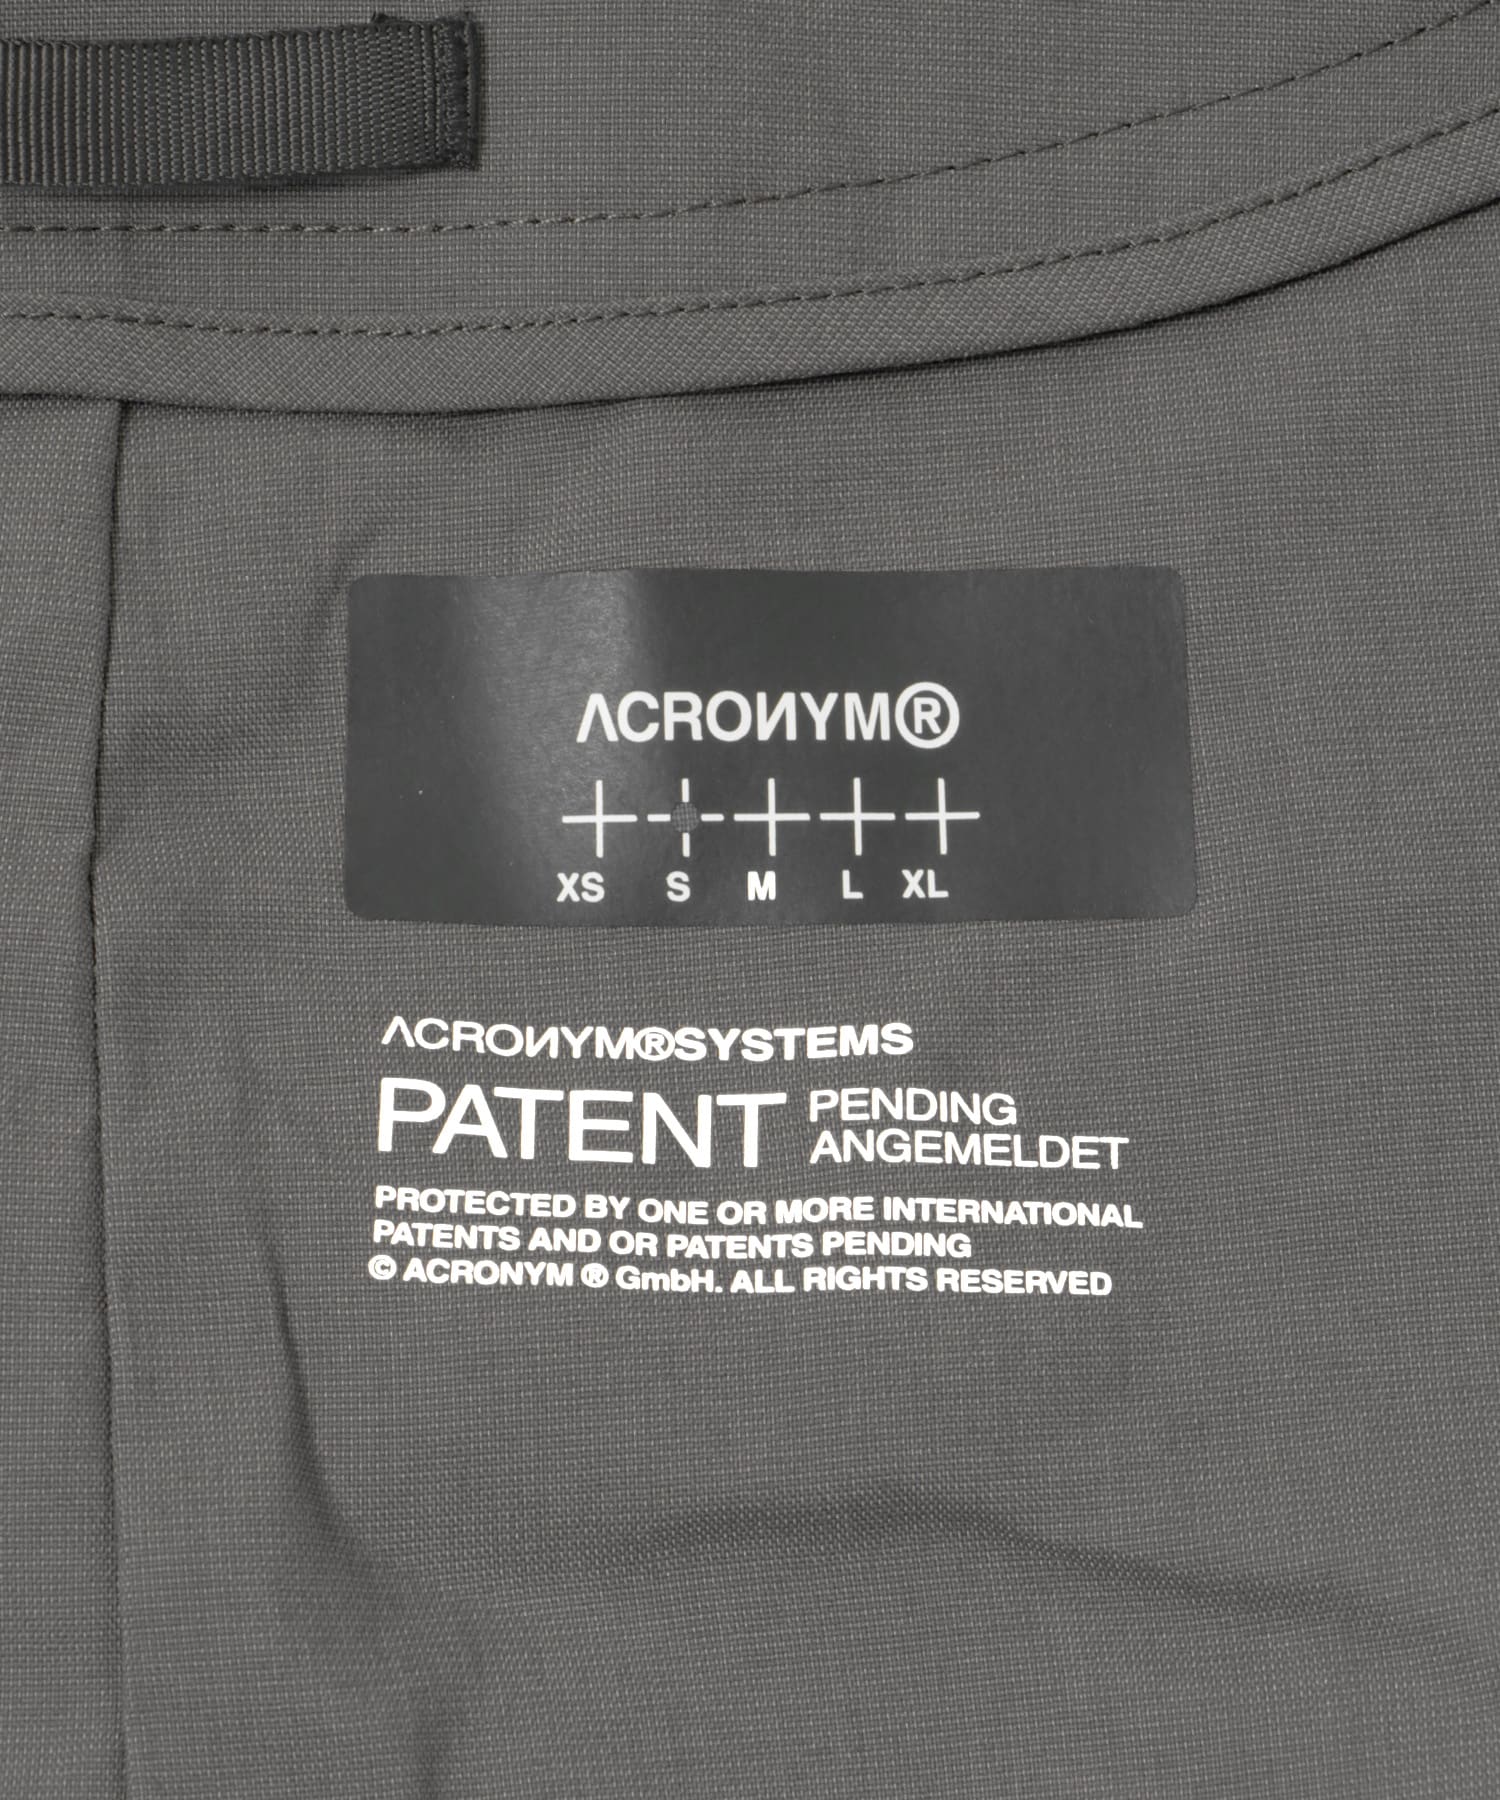 ACRONYM®
XS S M L XL
ACRONYM®SYSTEMS
PATENT PENDING
ANGEMELDET
PROTECTED BY ONE OR MORE INTERNATIONAL
PATENTS AND OR PATENTS PENDING
© ACRONYM ® GmbH. ALL RIGHTS RESERVED